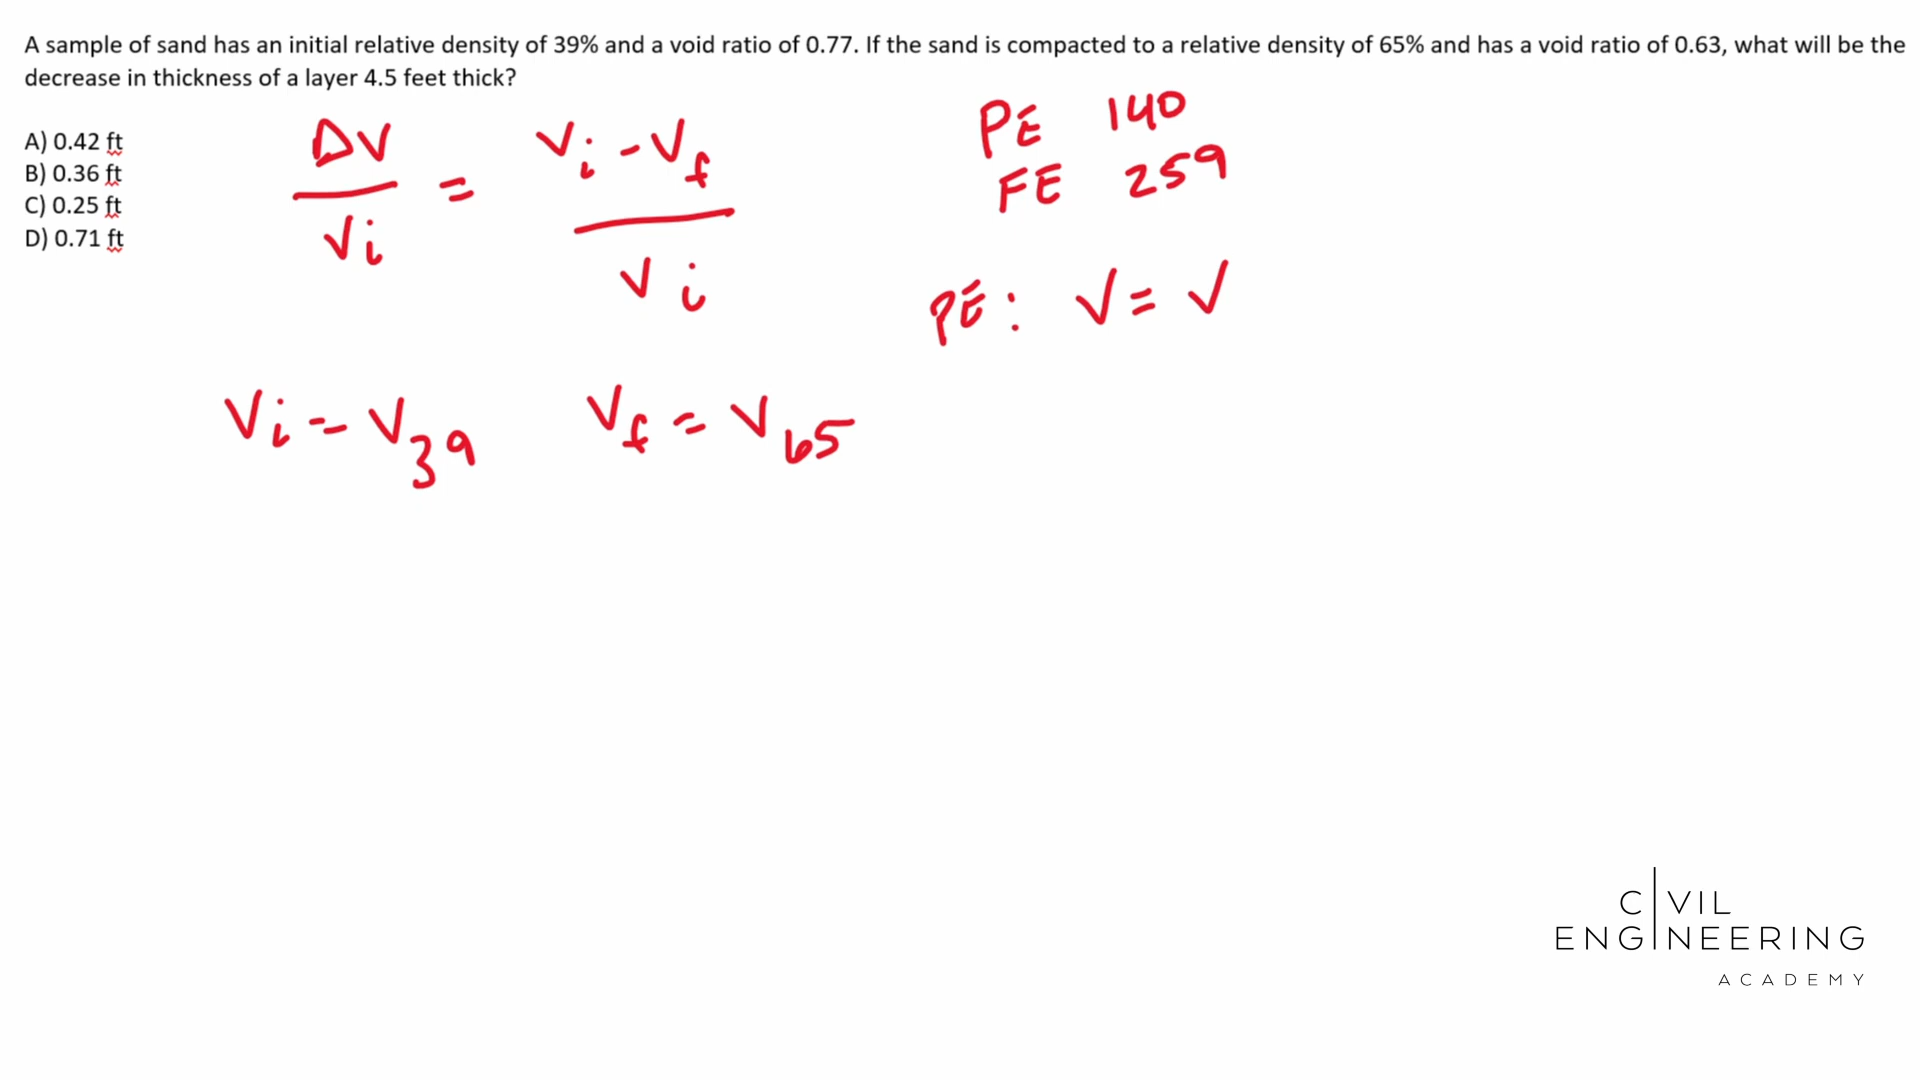 A sample of sand has an initial relative density of 39% and a void ratio of 0.77. If the sand is compacted to a relative density of 65% and has a void ratio of 0.63, what will be the
decrease in thickness of a layer 4.5 feet thick?
A) 0.42 ft
B) 0.36 ft
C) 0.25 ft
D) 0.71 ft
ΔV / Vi = Vi - Vf / Vi
PE 140
FE 259
PE: V = V
Vi = V39
Vf = V65
CIVIL
ENGINEERING
ACADEMY